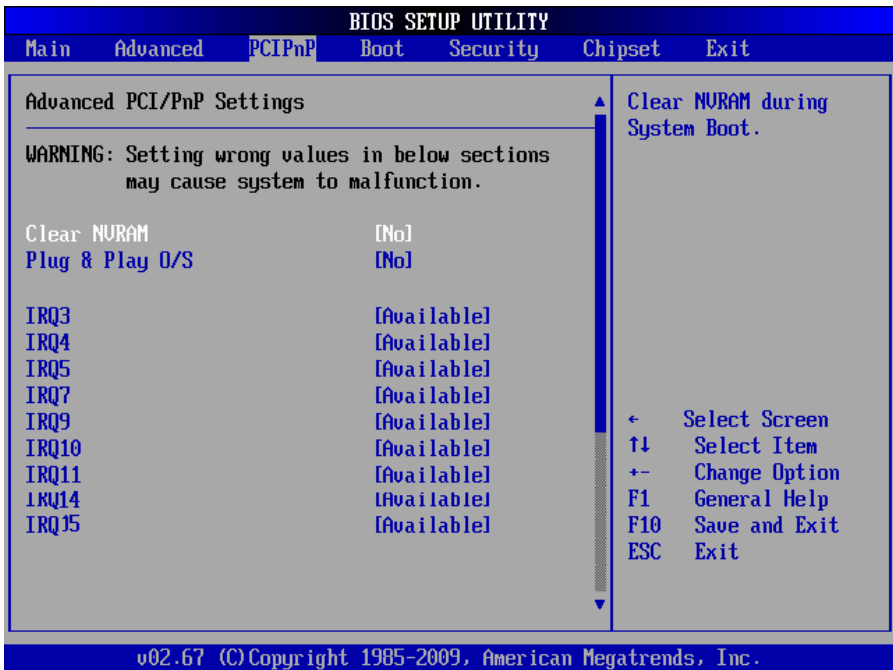 BIOS SETUP UTILITY
Main Advanced PCIPnP Boot Security Chipset Exit
Advanced PCI/PnP Settings
WARNING: Setting wrong values in below sections
may cause system to malfunction.
Clear NVRAM [No]
Plug & Play O/S [No]
IRQ3 [Available]
IRQ4 [Available]
IRQ5 [Available]
IRQ7 [Available]
IRQ9 [Available]
IRQ10 [Available]
IRQ11 [Available]
IRQ14 [Available]
IRQ15 [Available]
Clear NVRAM during
System Boot.
← Select Screen
↑↓ Select Item
+- Change Option
F1 General Help
F10 Save and Exit
ESC Exit
v02.67 (C)Copyright 1985-2009, American Megatrends, Inc.